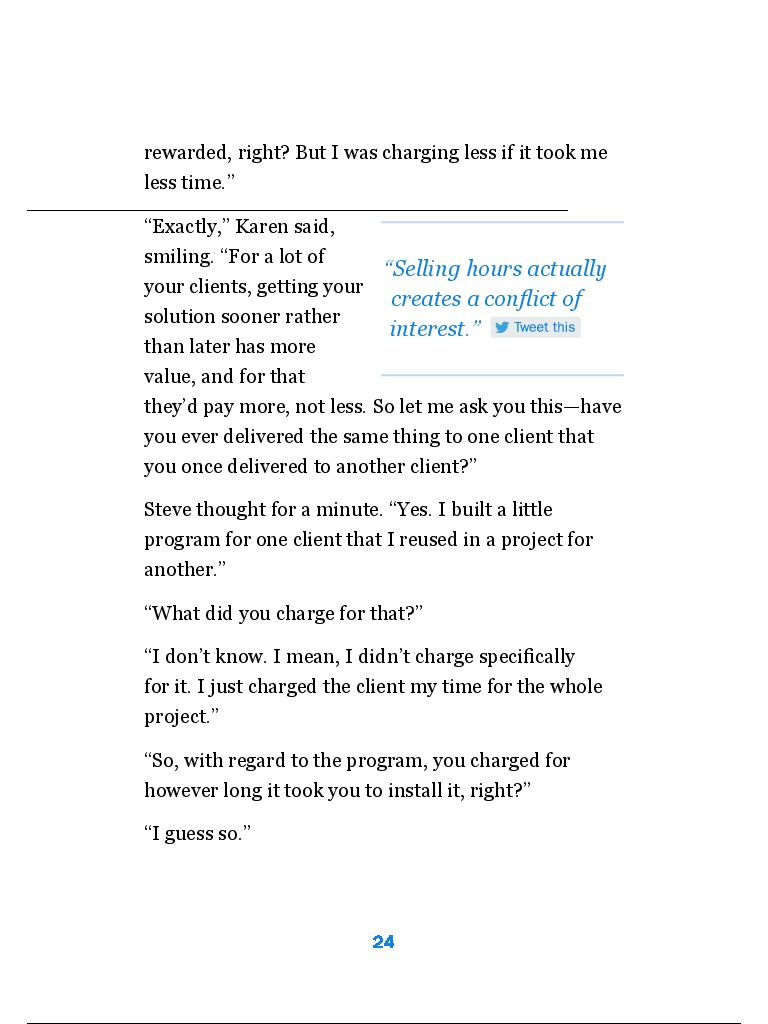 rewarded, right? But I was charging less if it took me
less time.”
“Exactly,” Karen said,
smiling. “For a lot of
your clients, getting your
solution sooner rather
than later has more
value, and for that
“Selling hours actually
creates a conflict of
interest.” Tweet this
they’d pay more, not less. So let me ask you this—have
you ever delivered the same thing to one client that
you once delivered to another client?”
Steve thought for a minute. “Yes. I built a little
program for one client that I reused in a project for
another.”
“What did you charge for that?”
“I don’t know. I mean, I didn’t charge specifically
for it. I just charged the client my time for the whole
project.”
“So, with regard to the program, you charged for
however long it took you to install it, right?”
“I guess so.”
24